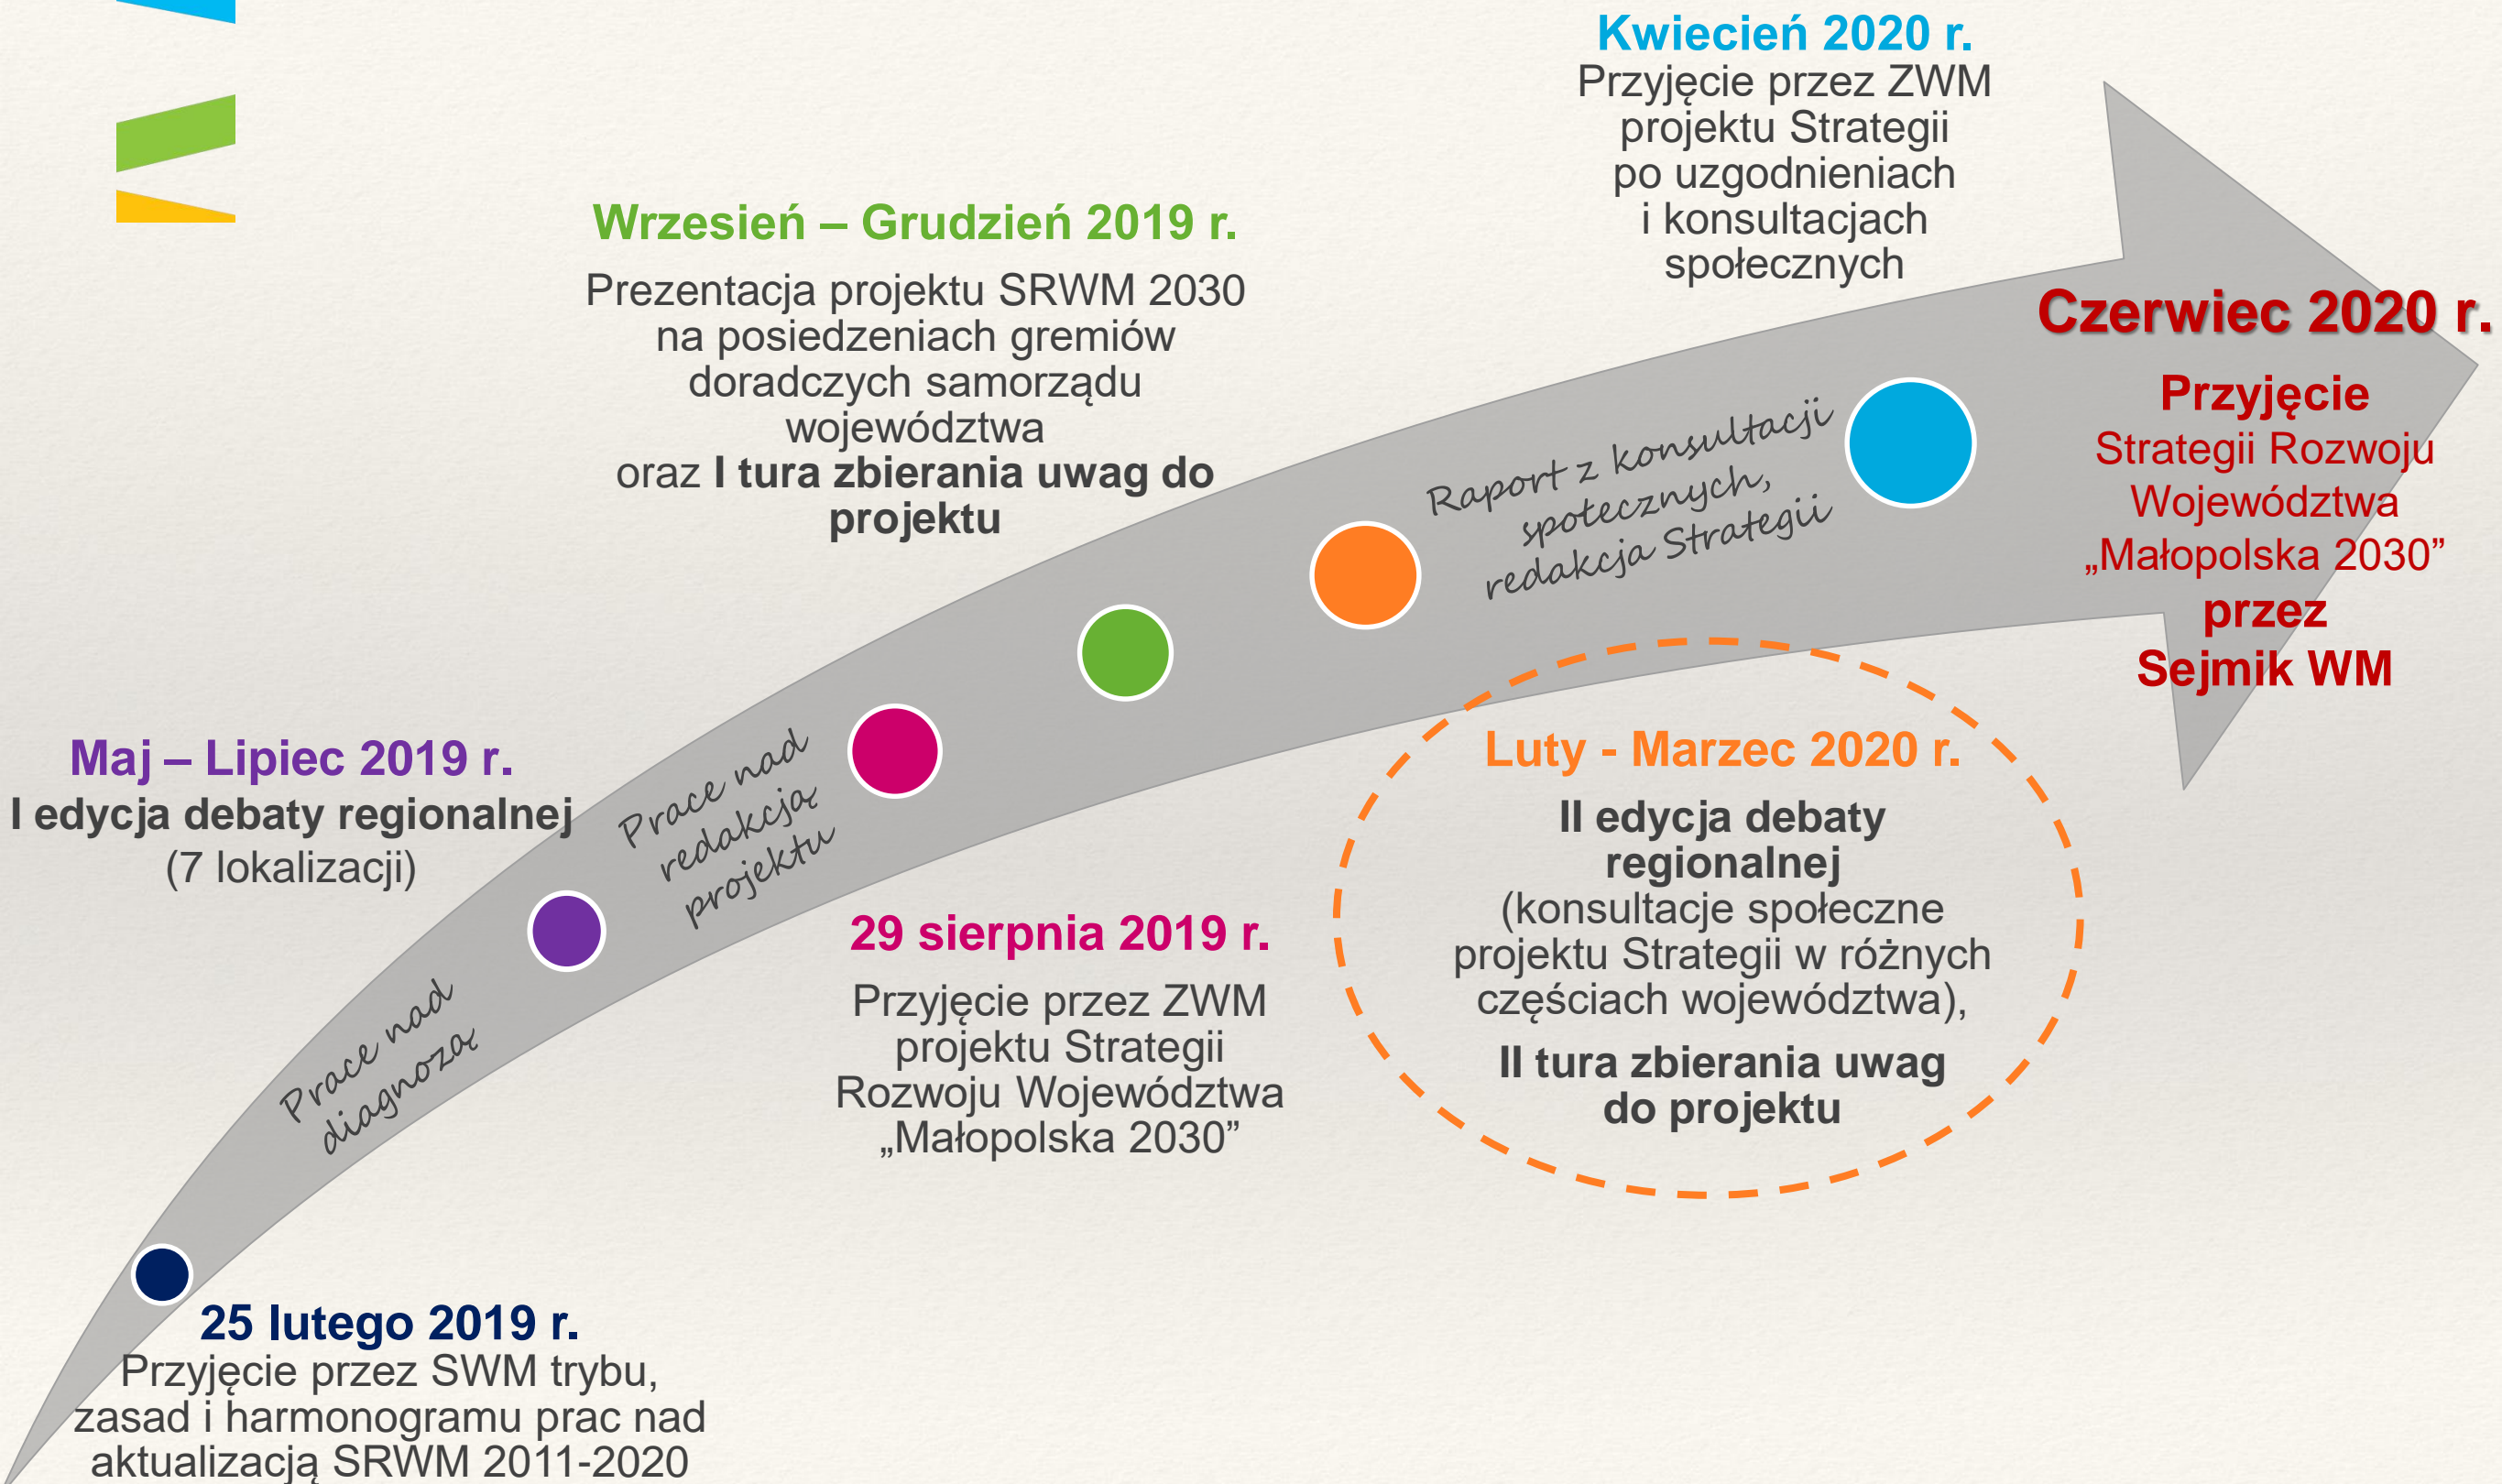 Kwiecień 2020 r.
Przyjęcie przez ZWM
projektu Strategii
po uzgodnieniach
i konsultacjach
społecznych
Wrzesień – Grudzień 2019 r.
Prezentacja projektu SRWM 2030
na posiedzeniach gremiów
doradczych samorządu
województwa
oraz I tura zbierania uwag do
projektu
Czerwiec 2020 r.
Przyjęcie
Strategii Rozwoju
Województwa
„Małopolska 2030”
przez
Sejmik WM
Raport z konsultacji
społecznych,
redakcja Strategii
Maj – Lipiec 2019 r.
I edycja debaty regionalnej
(7 lokalizacji)
Prace nad
redakcją
projektu
Luty - Marzec 2020 r.
II edycja debaty
regionalnej
(konsultacje społeczne
projektu Strategii w różnych
częściach województwa),
II tura zbierania uwag
do projektu
29 sierpnia 2019 r.
Przyjęcie przez ZWM
projektu Strategii
Rozwoju Województwa
„Małopolska 2030”
Prace nad
diagnozą
25 lutego 2019 r.
Przyjęcie przez SWM trybu,
zasad i harmonogramu prac nad
aktualizacją SRWM 2011-2020